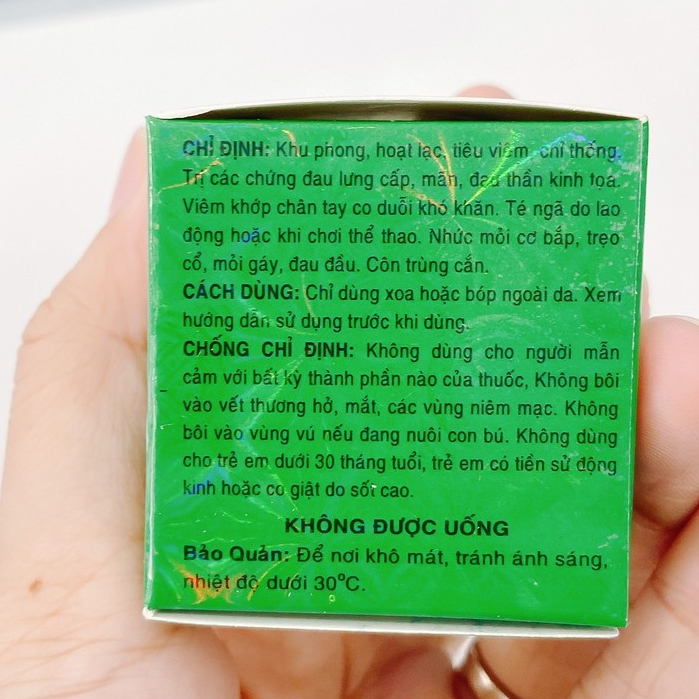 CHỈ ĐỊNH: Khu phong, hoạt lạc, tiêu viêm, chỉ thống.
Trị các chứng đau lưng cấp, mãn, đau thần kinh tọa.
Viêm khớp chân tay co duỗi khó khăn. Té ngã do lao
động hoặc khi chơi thể thao. Nhức mỏi cơ bắp, trẹo
cổ, mỏi gáy, đau đầu. Côn trùng cắn.
CÁCH DÙNG: Chỉ dùng xoa hoặc bóp ngoài da. Xem
hướng dẫn sử dụng trước khi dùng.
CHỐNG CHỈ ĐỊNH: Không dùng cho người mẫn
cảm với bất kỳ thành phần nào của thuốc, Không bôi
vào vết thương hở, mắt, các vùng niêm mạc. Không
bôi vào vùng vú nếu đang nuôi con bú. Không dùng
cho trẻ em dưới 30 tháng tuổi, trẻ em có tiền sử động
kinh hoặc co giật do sốt cao.
KHÔNG ĐƯỢC UỐNG
Bảo Quản: Để nơi khô mát, tránh ánh sáng,
nhiệt độ dưới 30°C.